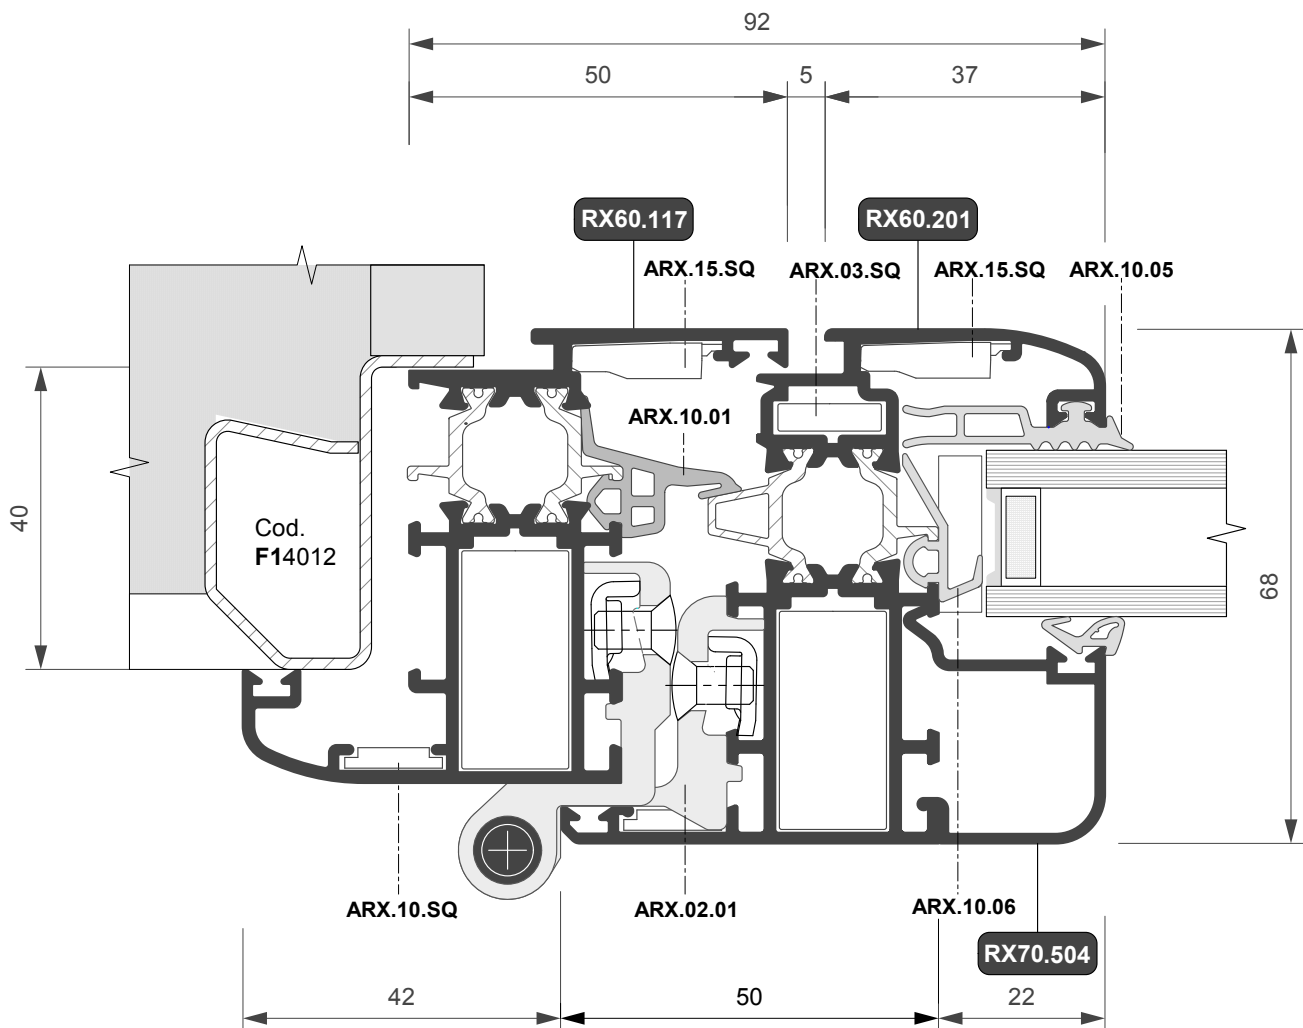 92
50 5 37
RX60.117 RX60.201
ARX.15.SQ ARX.03.SQ ARX.15.SQ ARX.10.05
ARX.10.01
40
Cod.
F14012
68
ARX.10.SQ ARX.02.01 ARX.10.06
RX70.504
42 50 22